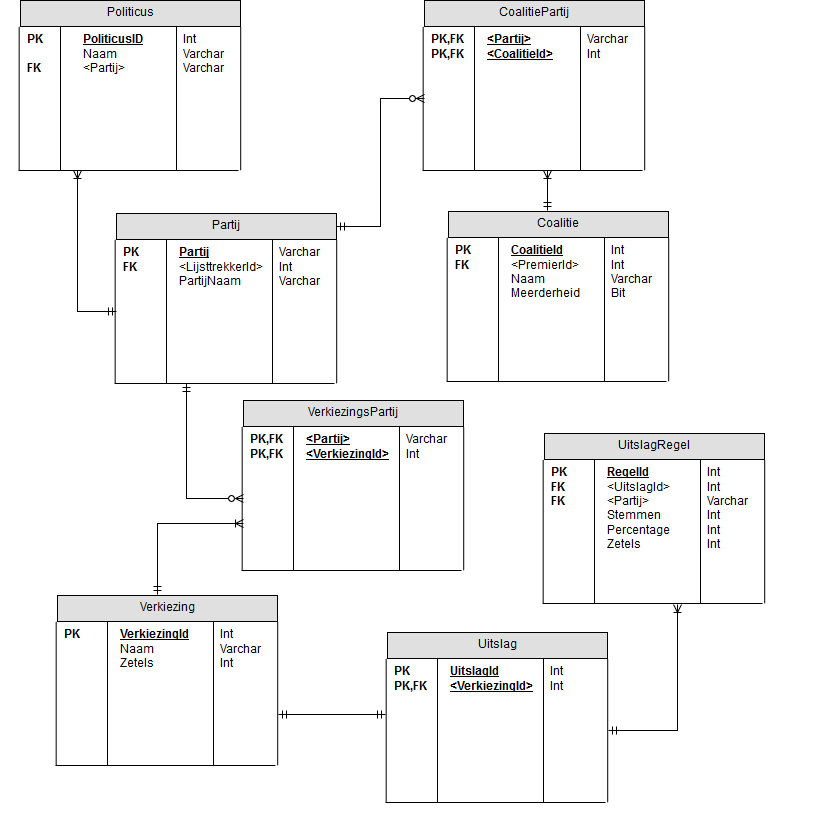 Politicus
PK PoliticusID Int
Naam Varchar
FK <Partij> Varchar
CoalitiePartij
PK,FK <Partij> Varchar
PK,FK <CoalitieId> Int
Partij
PK Partij Varchar
FK <LijsttrekkerId> Int
PartijNaam Varchar
Coalitie
PK CoalitieId Int
FK <PremierId> Int
Naam Varchar
Meerderheid Bit
VerkiezingsPartij
PK,FK <Partij> Varchar
PK,FK <VerkiezingId> Int
UitslagRegel
PK RegelId Int
FK <UitslagId> Int
FK <Partij> Varchar
Stemmen Int
Percentage Int
Zetels Int
Verkiezing
PK VerkiezingId Int
Naam Varchar
Zetels Int
Uitslag
PK UitslagId Int
PK,FK <VerkiezingId> Int